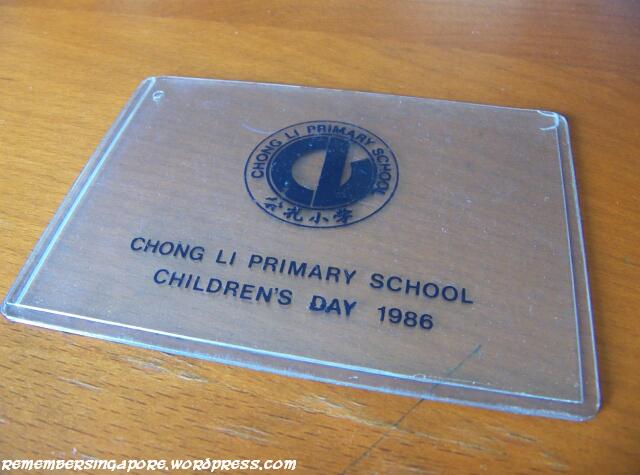 CHONG LI PRIMARY SCHOOL
崇礼小学
CHONG LI PRIMARY SCHOOL
CHILDREN'S DAY 1986
REMEMBERSINGAPORE.WORDPRESS.COM